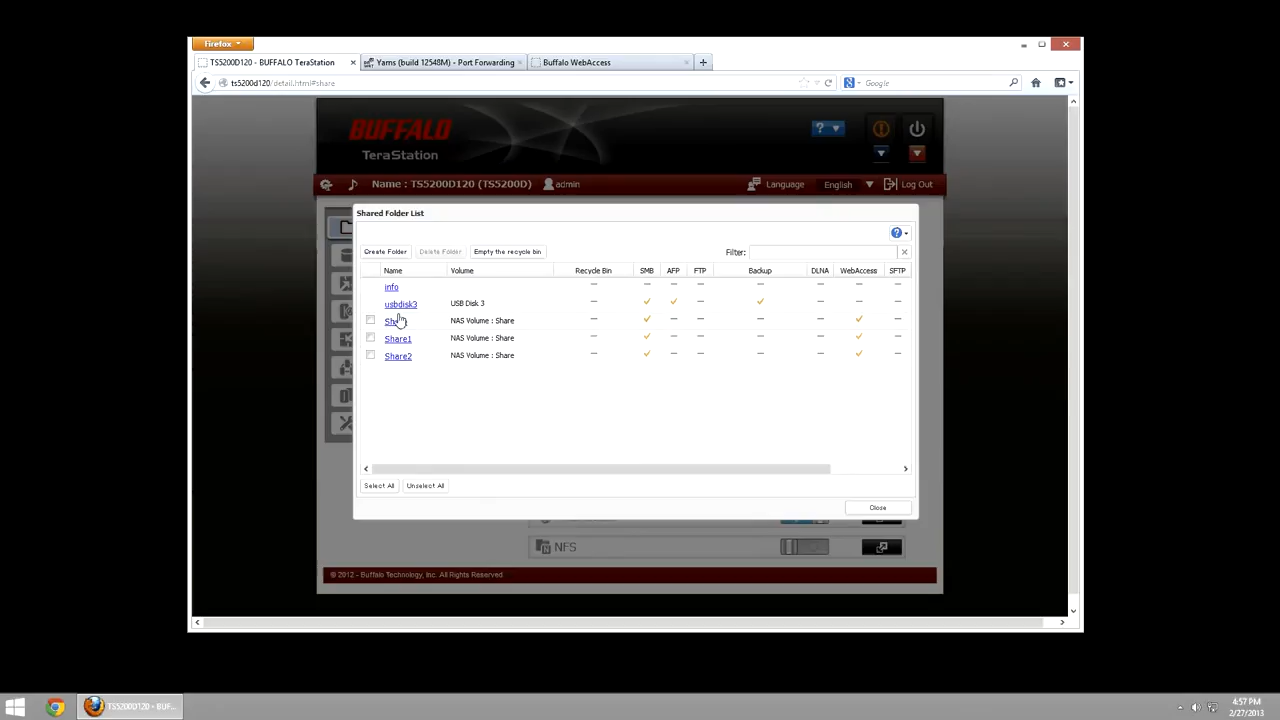 Firefox
TS5200D120 - BUFFALO TeraStation
Yarns (build 12548M) - Port Forwarding
Buffalo WebAccess
ts5200d120/detail.html#share
Google
BUFFALO
TeraStation
?
Name : TS5200D120 (TS5200D)
admin
Language
English
Log Out
Shared Folder List
?
Create Folder
Delete Folder
Empty the recycle bin
Filter:
Name Volume Recycle Bin SMB AFP FTP Backup DLNA WebAccess SFTP
info
usbdisk3 USB Disk 3
NAS Volume : Share
Share1 NAS Volume : Share
Share2 NAS Volume : Share
Select All
Unselect All
Close
NFS
© 2012 - Buffalo Technology, Inc. All Rights Reserved
TS5200D120 - BUF...
4:57 PM
2/27/2013